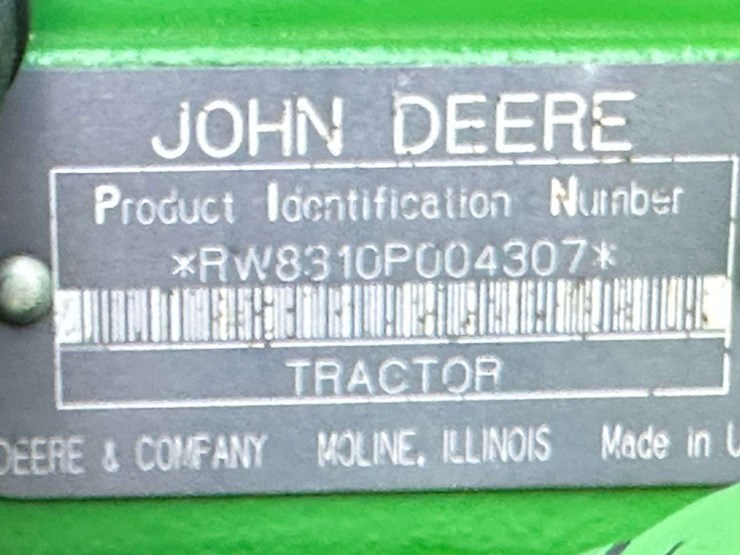 JOHN DEERE
Product Identification Number
*RW8310P004307*
TRACTOR
DEERE & COMPANY MOLINE, ILLINOIS Made in U